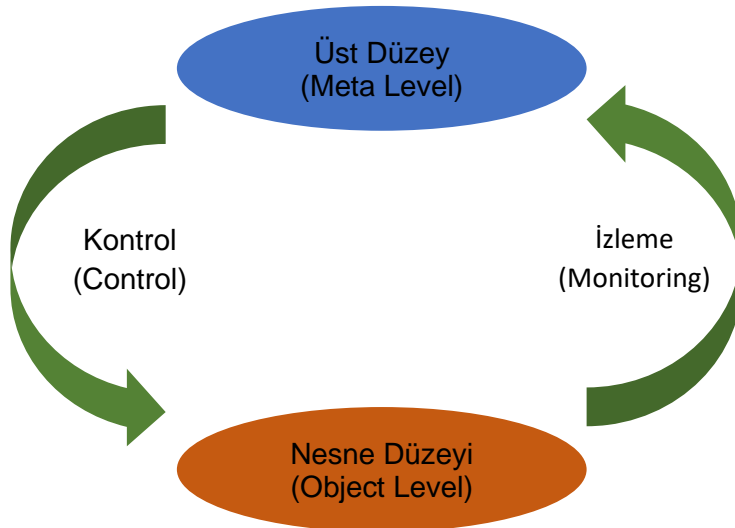 Üst Düzey
(Meta Level)
Kontrol
(Control)
İzleme
(Monitoring)
Nesne Düzeyi
(Object Level)